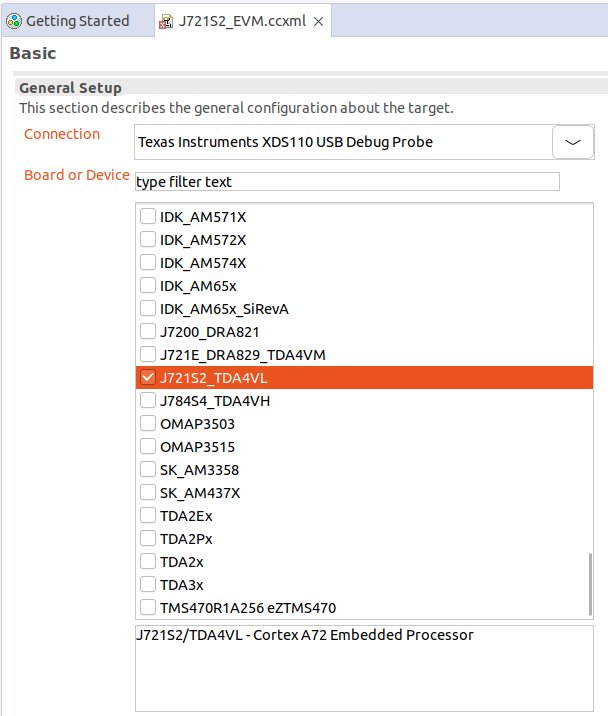 Getting Started J721S2_EVM.ccxml
Basic
General Setup
This section describes the general configuration about the target.
Connection Texas Instruments XDS110 USB Debug Probe
Board or Device type filter text
IDK_AM571X
IDK_AM572X
IDK_AM574X
IDK_AM65x
IDK_AM65x_SiRevA
J7200_DRA821
J721E_DRA829_TDA4VM
J721S2_TDA4VL
J784S4_TDA4VH
OMAP3503
OMAP3515
SK_AM3358
SK_AM437X
TDA2Ex
TDA2Px
TDA2x
TDA3x
TMS470R1A256 eZTMS470
J721S2/TDA4VL - Cortex A72 Embedded Processor